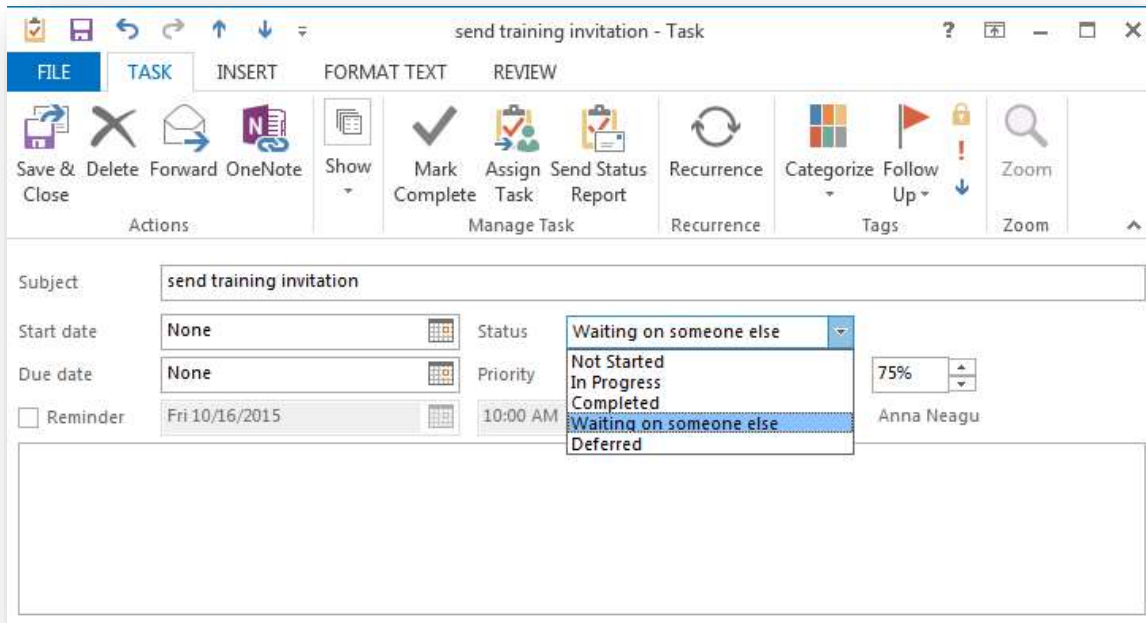 send training invitation - Task
?
FILE TASK INSERT FORMAT TEXT REVIEW
Save & Close
Delete
Forward
OneNote
Show
Mark Complete
Assign Task
Send Status Report
Recurrence
Categorize
Follow Up
Zoom
Actions
Manage Task
Recurrence
Tags
Zoom
Subject send training invitation
Start date None Status Waiting on someone else
Due date None Priority 75%
Reminder Fri 10/16/2015 10:00 AM Anna Neagu
Not Started
In Progress
Completed
Waiting on someone else
Deferred